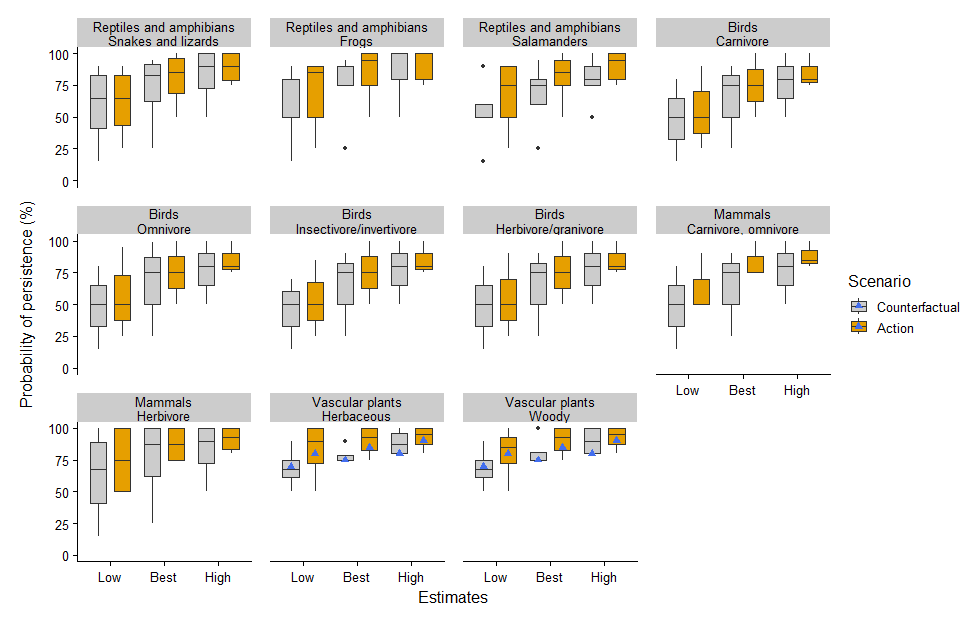 Reptiles and amphibians
Snakes and lizards
Reptiles and amphibians
Frogs
Reptiles and amphibians
Salamanders
Birds
Carnivore
100
75
50
25
0
Birds
Omnivore
Birds
Insectivore/invertivore
Birds
Herbivore/granivore
Mammals
Carnivore, omnivore
100
75
50
25
0
Low Best High
Mammals
Herbivore
Vascular plants
Herbaceous
Vascular plants
Woody
100
75
50
25
0
Low Best High
Low Best High
Low Best High
Estimates
Probability of persistence (%)
Scenario
Counterfactual
Action